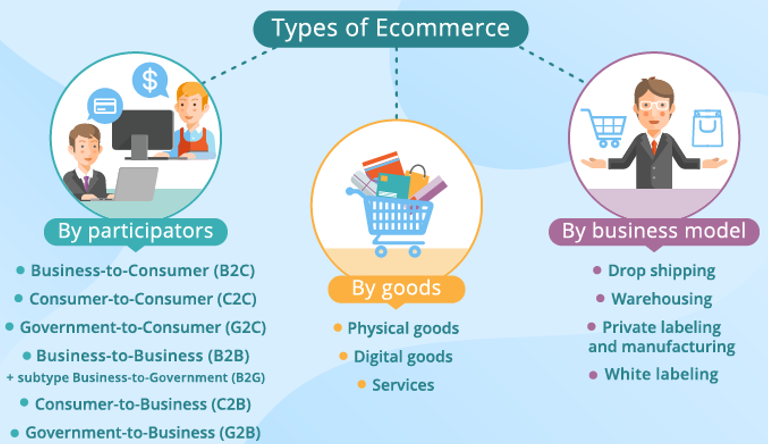 Types of Ecommerce
By participators
Business-to-Consumer (B2C)
Consumer-to-Consumer (C2C)
Government-to-Consumer (G2C)
Business-to-Business (B2B)
+ subtype Business-to-Government (B2G)
Consumer-to-Business (C2B)
Government-to-Business (G2B)
$
By goods
Physical goods
Digital goods
Services
By business model
Drop shipping
Warehousing
Private labeling
and manufacturing
White labeling